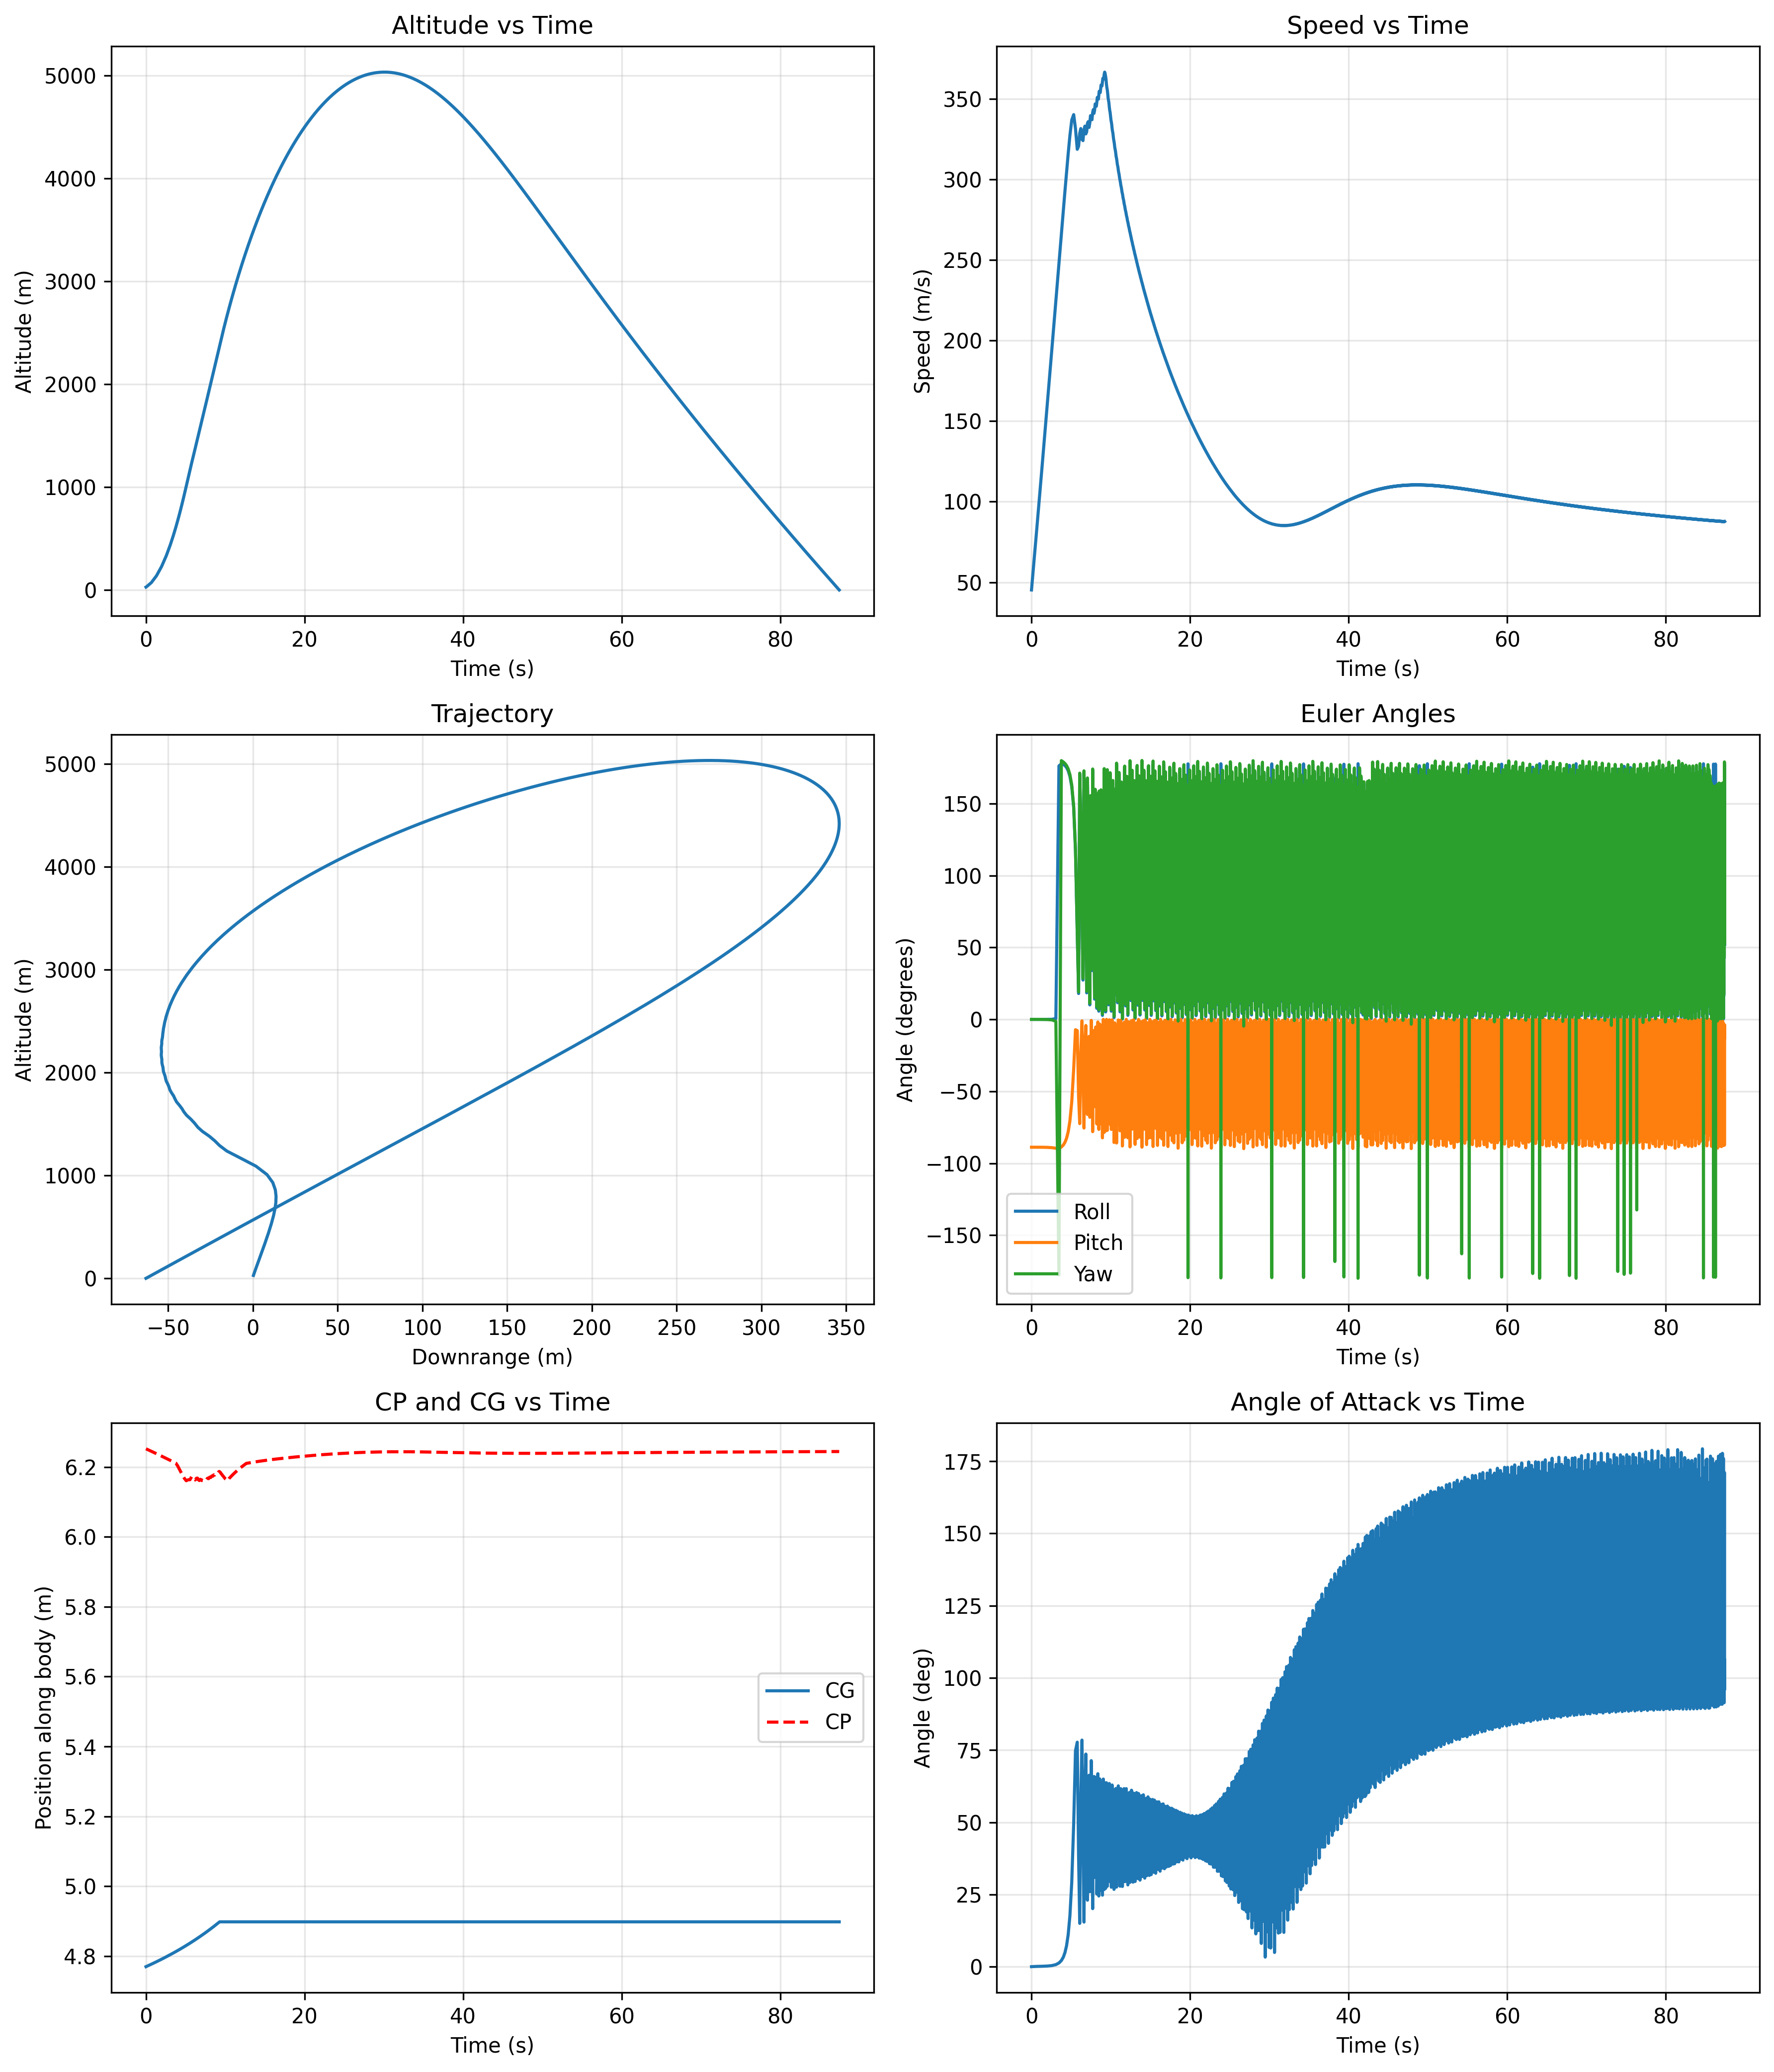 Altitude vs Time
Altitude (m)
5000
4000
3000
2000
1000
0
0 20 40 60 80
Time (s)
Speed vs Time
Speed (m/s)
350
300
250
200
150
100
50
0 20 40 60 80
Time (s)
Trajectory
Altitude (m)
5000
4000
3000
2000
1000
0
−50 0 50 100 150 200 250 300 350
Downrange (m)
Euler Angles
Angle (degrees)
150
100
50
0
−50
−100
−150
Roll
Pitch
Yaw
0 20 40 60 80
Time (s)
CP and CG vs Time
Position along body (m)
6.2
6.0
5.8
5.6
5.4
5.2
5.0
4.8
CG
CP
0 20 40 60 80
Time (s)
Angle of Attack vs Time
Angle (deg)
175
150
125
100
75
50
25
0
0 20 40 60 80
Time (s)